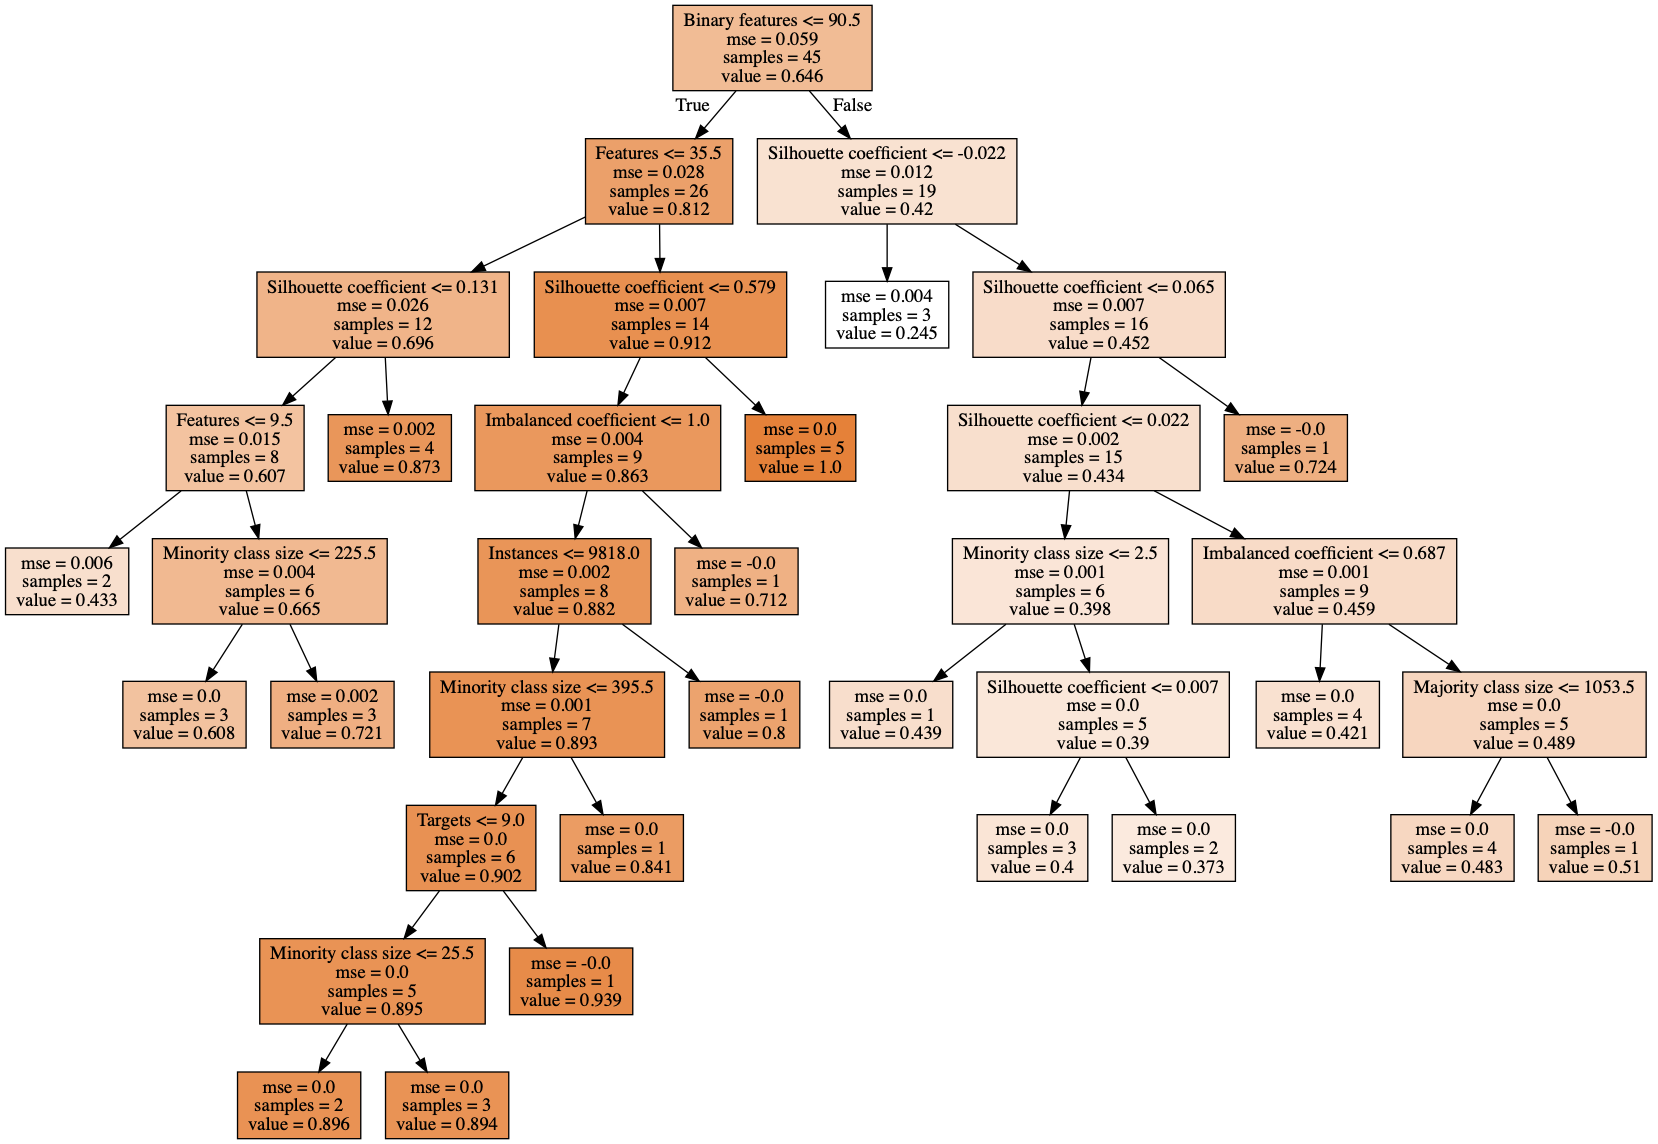 Binary features <= 90.5
mse = 0.059
samples = 45
value = 0.646
True
False
Features <= 35.5
mse = 0.028
samples = 26
value = 0.812
Silhouette coefficient <= -0.022
mse = 0.012
samples = 19
value = 0.42
Silhouette coefficient <= 0.131
mse = 0.026
samples = 12
value = 0.696
Silhouette coefficient <= 0.579
mse = 0.007
samples = 14
value = 0.912
mse = 0.004
samples = 3
value = 0.245
Silhouette coefficient <= 0.065
mse = 0.007
samples = 16
value = 0.452
Features <= 9.5
mse = 0.015
samples = 8
value = 0.607
mse = 0.002
samples = 4
value = 0.873
Imbalanced coefficient <= 1.0
mse = 0.004
samples = 9
value = 0.863
mse = 0.0
samples = 5
value = 1.0
Silhouette coefficient <= 0.022
mse = 0.002
samples = 15
value = 0.434
mse = -0.0
samples = 1
value = 0.724
mse = 0.006
samples = 2
value = 0.433
Minority class size <= 225.5
mse = 0.004
samples = 6
value = 0.665
Instances <= 9818.0
mse = 0.002
samples = 8
value = 0.882
mse = -0.0
samples = 1
value = 0.712
Minority class size <= 2.5
mse = 0.001
samples = 6
value = 0.398
Imbalanced coefficient <= 0.687
mse = 0.001
samples = 9
value = 0.459
mse = 0.0
samples = 3
value = 0.608
mse = 0.002
samples = 3
value = 0.721
Minority class size <= 395.5
mse = 0.001
samples = 7
value = 0.893
mse = -0.0
samples = 1
value = 0.8
mse = 0.0
samples = 1
value = 0.439
Silhouette coefficient <= 0.007
mse = 0.0
samples = 5
value = 0.39
mse = 0.0
samples = 4
value = 0.421
Majority class size <= 1053.5
mse = 0.0
samples = 5
value = 0.489
Targets <= 9.0
mse = 0.0
samples = 6
value = 0.902
mse = 0.0
samples = 1
value = 0.841
mse = 0.0
samples = 3
value = 0.4
mse = 0.0
samples = 2
value = 0.373
mse = 0.0
samples = 4
value = 0.483
mse = -0.0
samples = 1
value = 0.51
Minority class size <= 25.5
mse = 0.0
samples = 5
value = 0.895
mse = -0.0
samples = 1
value = 0.939
mse = 0.0
samples = 2
value = 0.896
mse = 0.0
samples = 3
value = 0.894